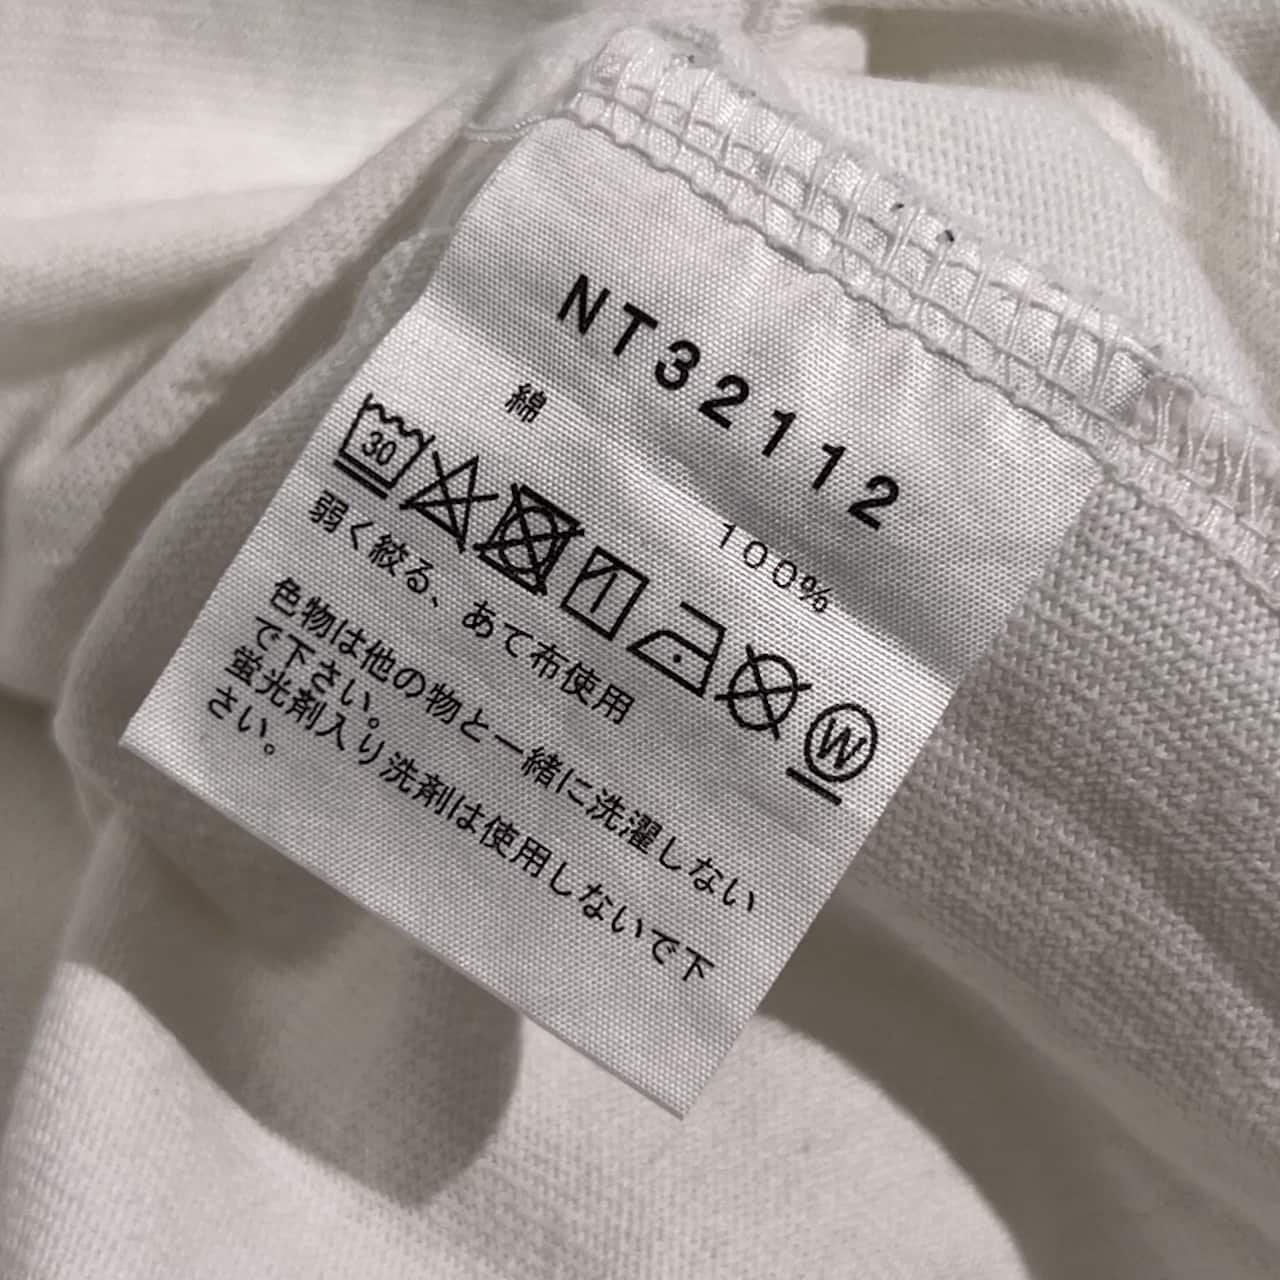 NT32112
綿 100%
30
W
弱く絞る、あて布使用
色物は他の物と一緒に洗濯しない
で下さい。
蛍光剤入り洗剤は使用しないで下
さい。